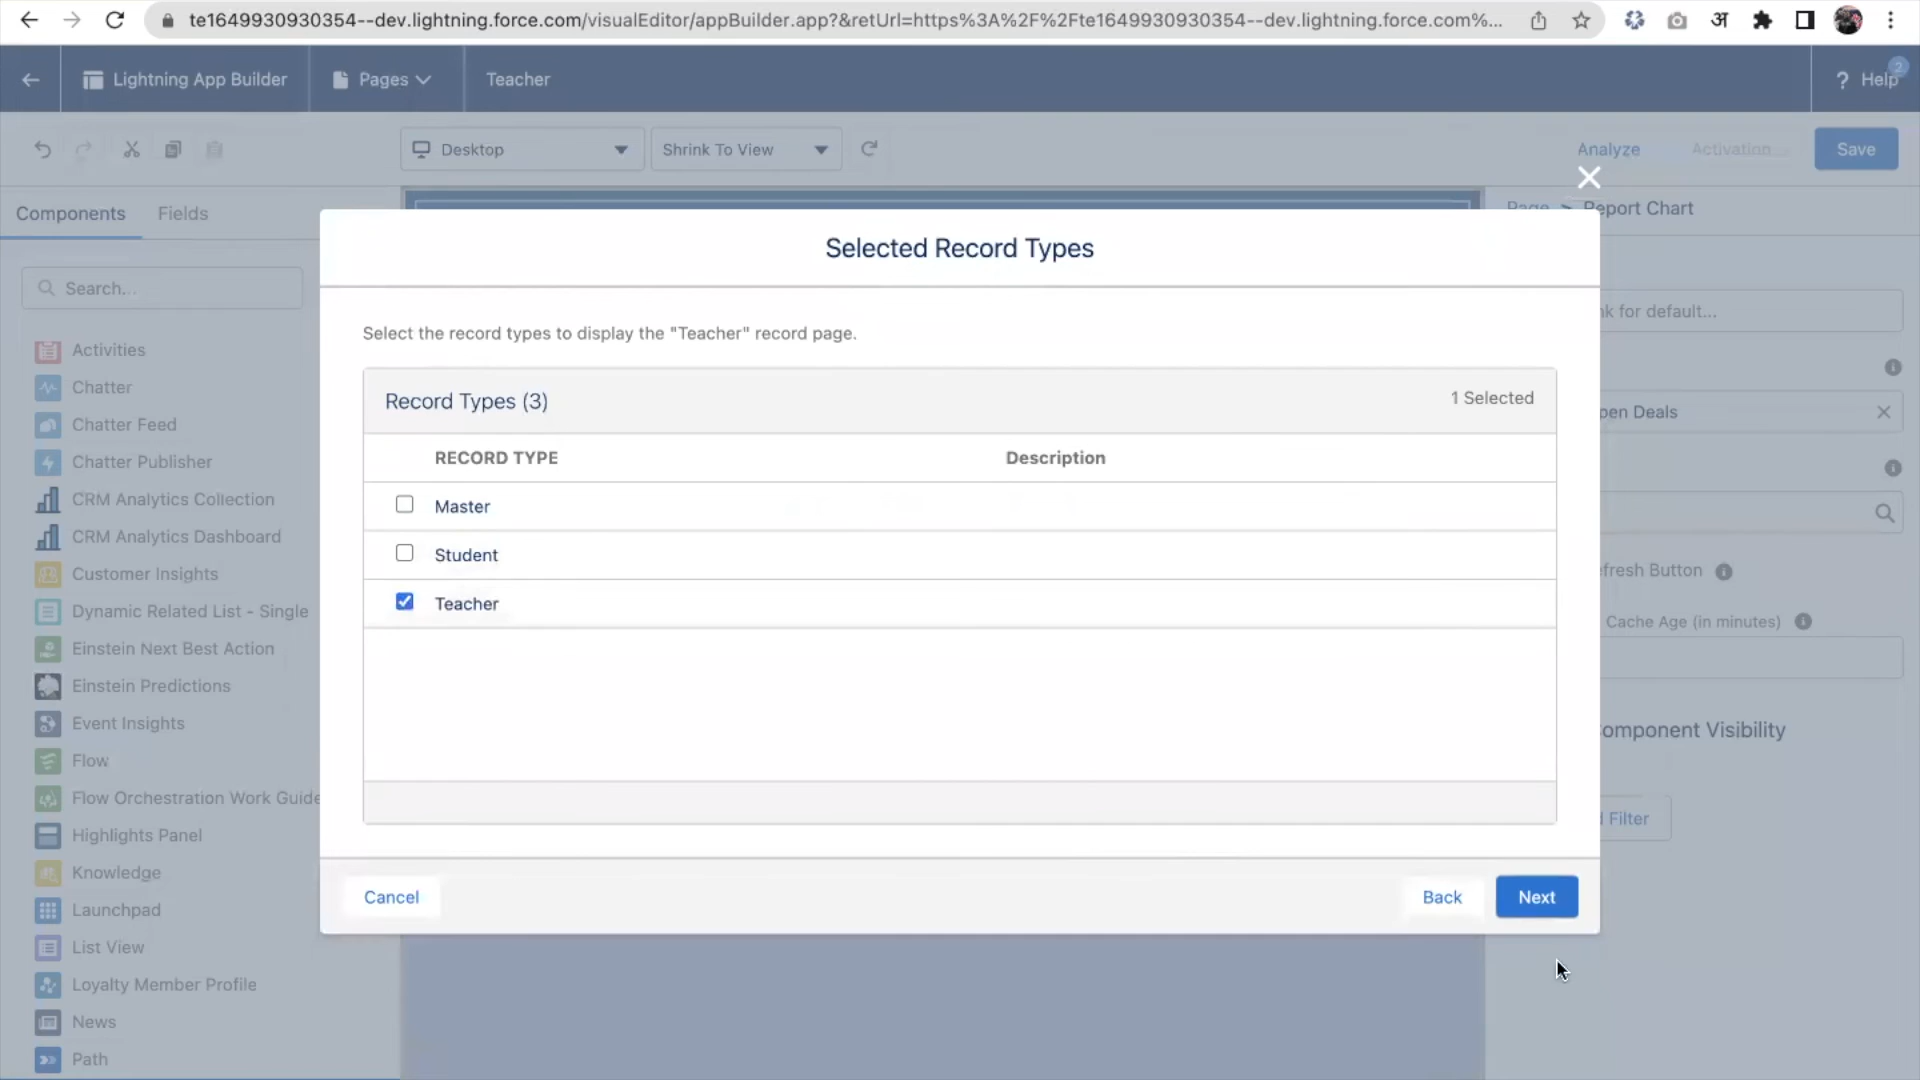 te1649930930354--dev.lightning.force.com/visualEditor/appBuilder.app?&retUrl=https%3A%2F%2Fte1649930930354--dev.lightning.force.com%...
अ
Lightning App Builder
Pages
Teacher
? Help
2
Desktop
Shrink To View
Analyze
Activation...
Save
Components
Fields
Page > Report Chart
Search...
Activities
Chatter
Chatter Feed
Chatter Publisher
CRM Analytics Collection
CRM Analytics Dashboard
Customer Insights
Dynamic Related List - Single
Einstein Next Best Action
Einstein Predictions
Event Insights
Flow
Flow Orchestration Work Guide
Highlights Panel
Knowledge
Launchpad
List View
Loyalty Member Profile
News
Path
Selected Record Types
Select the record types to display the "Teacher" record page.
Record Types (3)
1 Selected
RECORD TYPE
Description
Master
Student
Teacher
Cancel
Back
Next
nk for default...
pen Deals
efresh Button
Cache Age (in minutes)
omponent Visibility
Filter